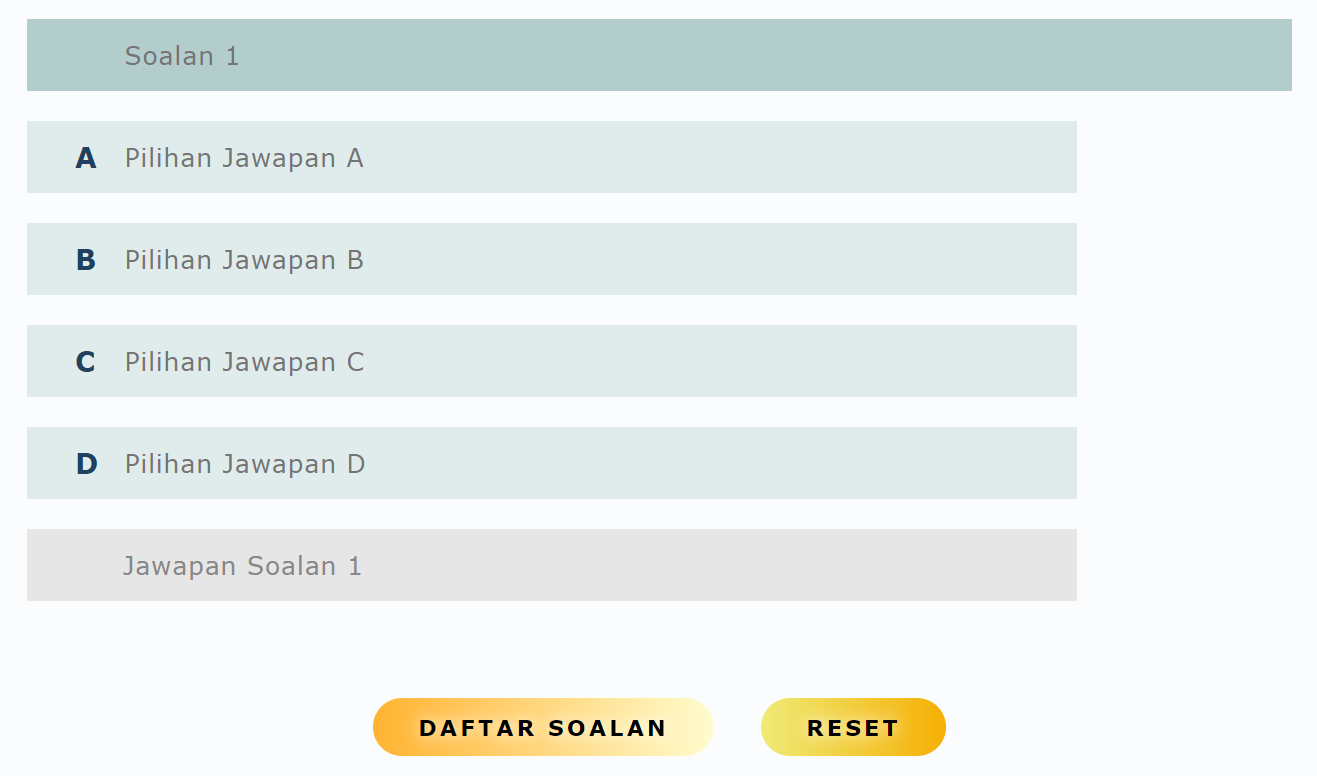 Soalan 1
A Pilihan Jawapan A
B Pilihan Jawapan B
C Pilihan Jawapan C
D Pilihan Jawapan D
Jawapan Soalan 1
DAFTAR SOALAN RESET